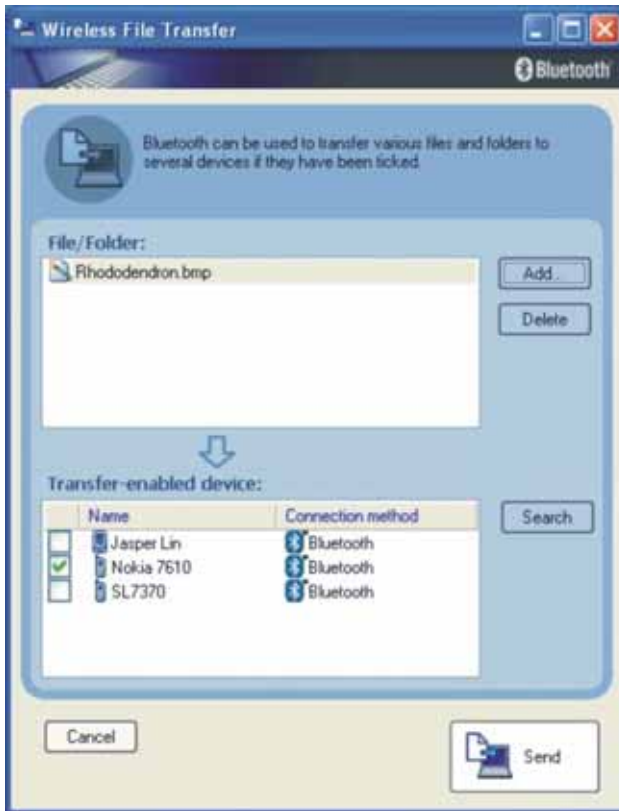 Wireless File Transfer
Bluetooth
Bluetooth can be used to transfer various files and folders to
several devices if they have been ticked.
File/Folder:
Rhododendron.bmp
Add...
Delete
Transfer-enabled device:
Name Connection method
Search
Jasper Lin Bluetooth
Nokia 7610 Bluetooth
SL7370 Bluetooth
Cancel
Send